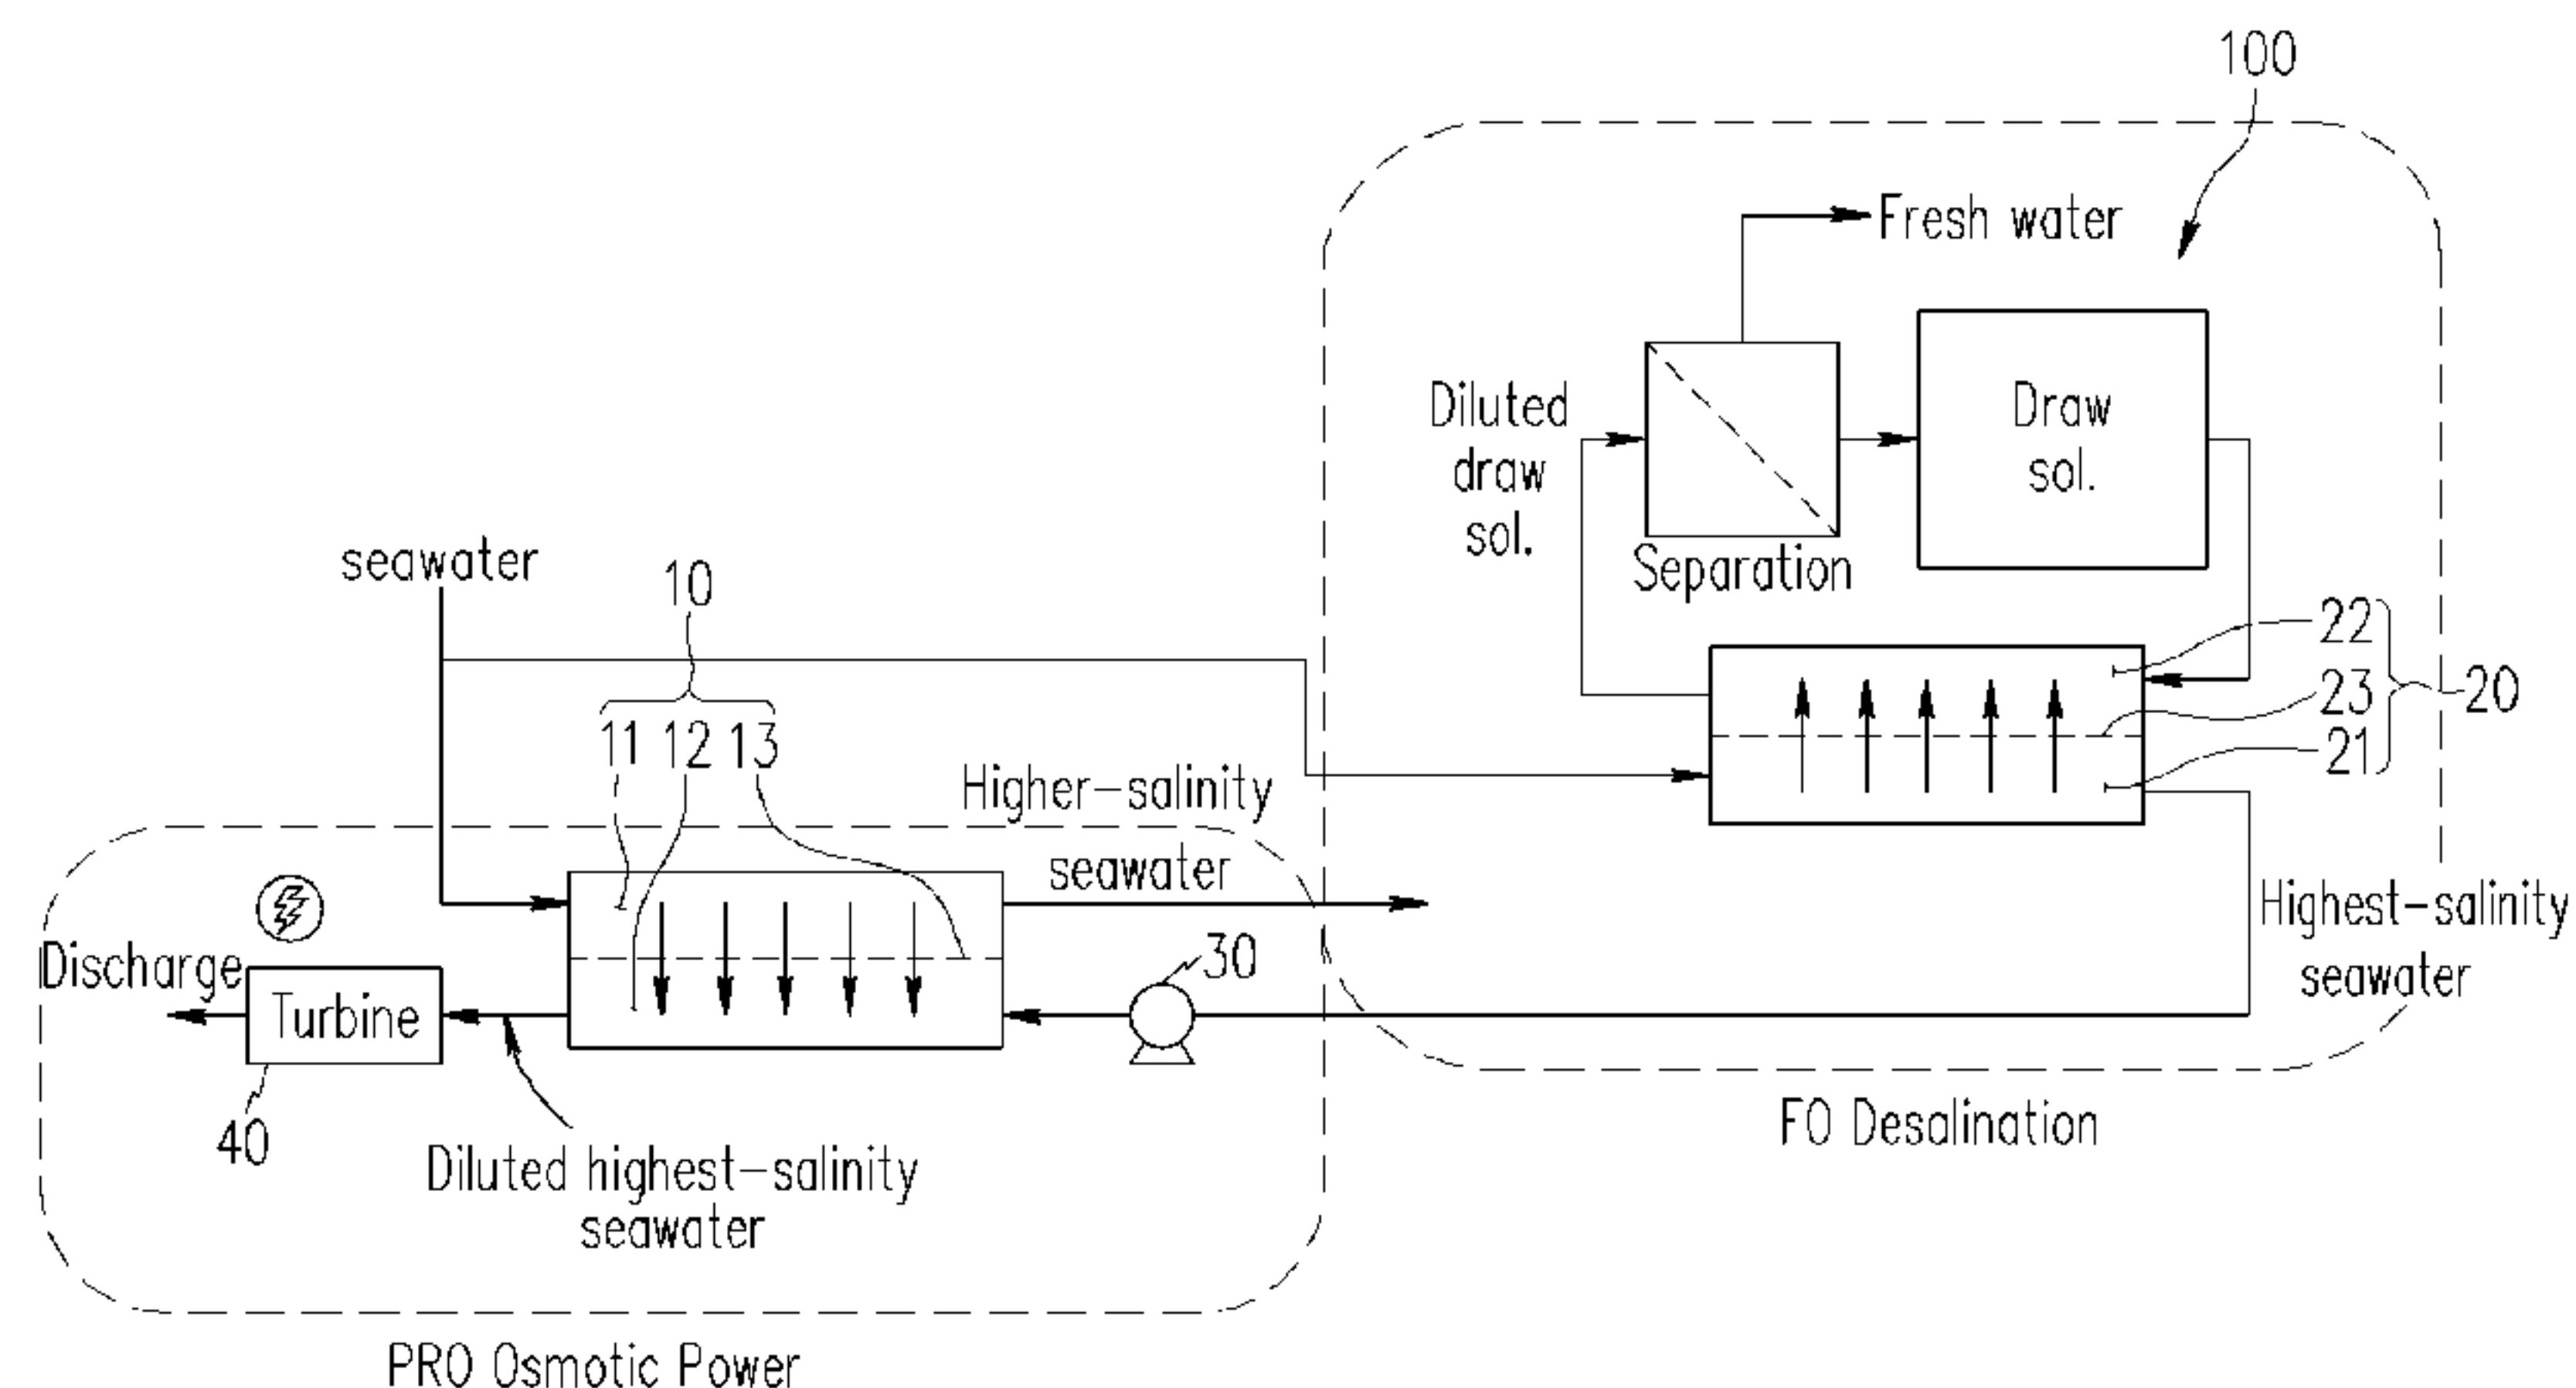 100
Fresh water
Diluted
draw
sol.
Separation
Draw
sol.
22
23
21
20
seawater
10
11 12 13
Higher-salinity
seawater
Highest-salinity
seawater
30
Discharge
Turbine
40
Diluted highest-salinity
seawater
FO Desalination
PRO Osmotic Power